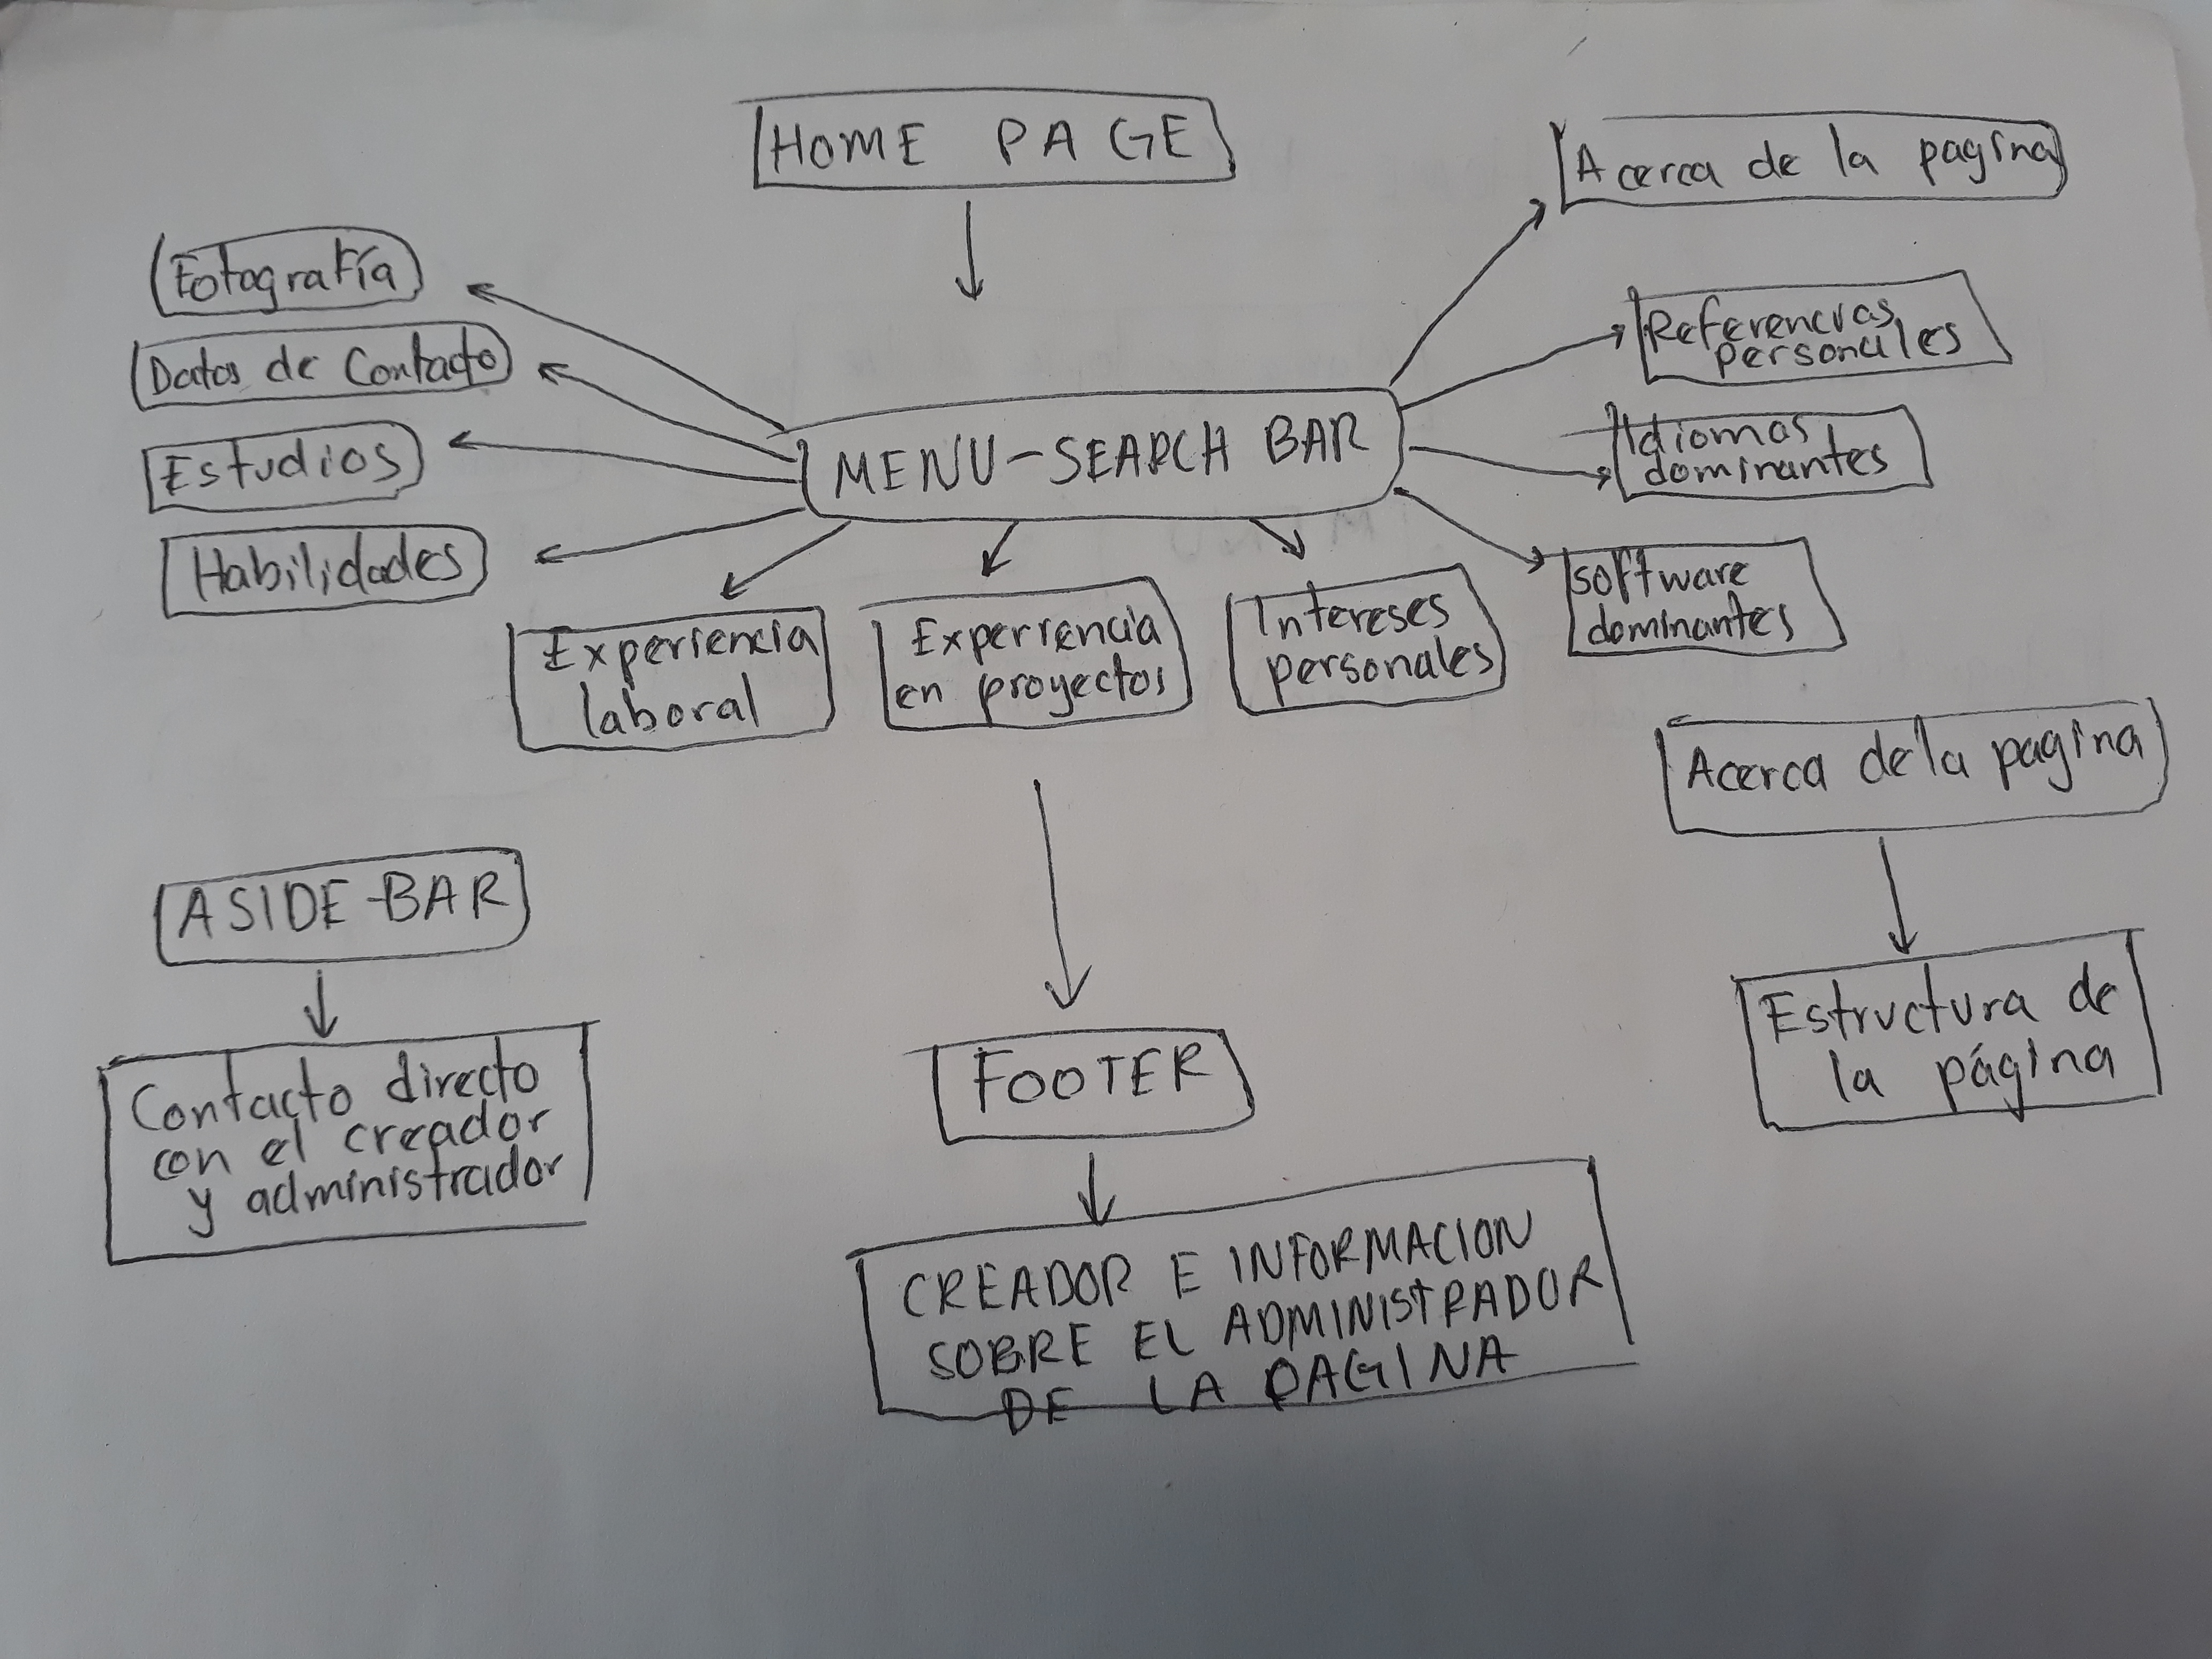 HOME PAGE
Acerca de la pagina
Fotografía
Datos de Contacto
Estudios
Habilidades
MENU-SEARCH BAR
Referencias
personales
Idiomas
dominantes
software
dominantes
Experiencia
laboral
Experiencia
en proyectos
Intereses
personales
Acerca de la pagina
Estructura de
la página
ASIDE-BAR
Contacto directo
con el creador
y administrador
FOOTER
CREADOR E INFORMACION
SOBRE EL ADMINISTRADOR
DE LA PAGINA